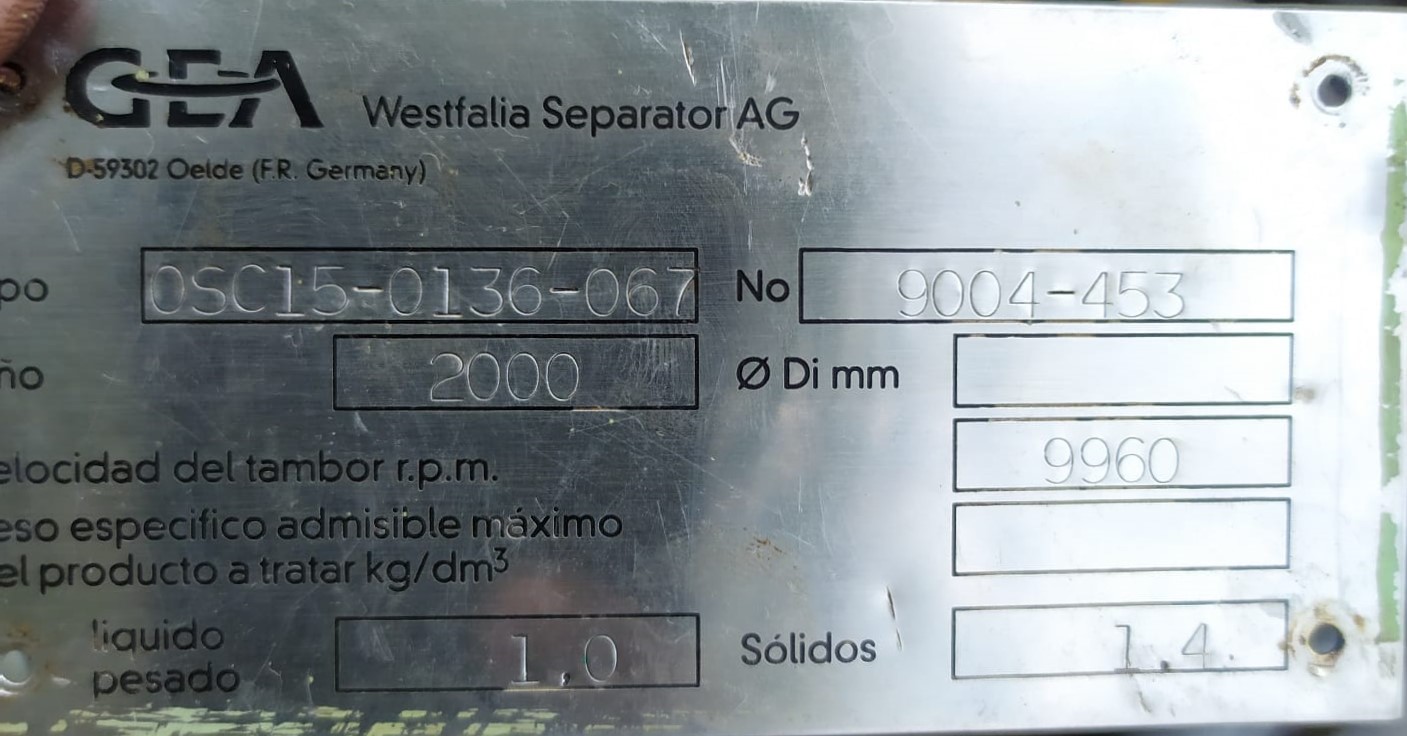 GEA Westfalia Separator AG
D-59302 Oelde (F.R. Germany)
po OSC15-0136-067 No 9004-453
ño 2000 Ø Di mm
elocidad del tambor r.p.m. 9960
eso especifico admisible máximo
el producto a tratar kg/dm³
liquido
pesado 1,0 Sólidos 1,4